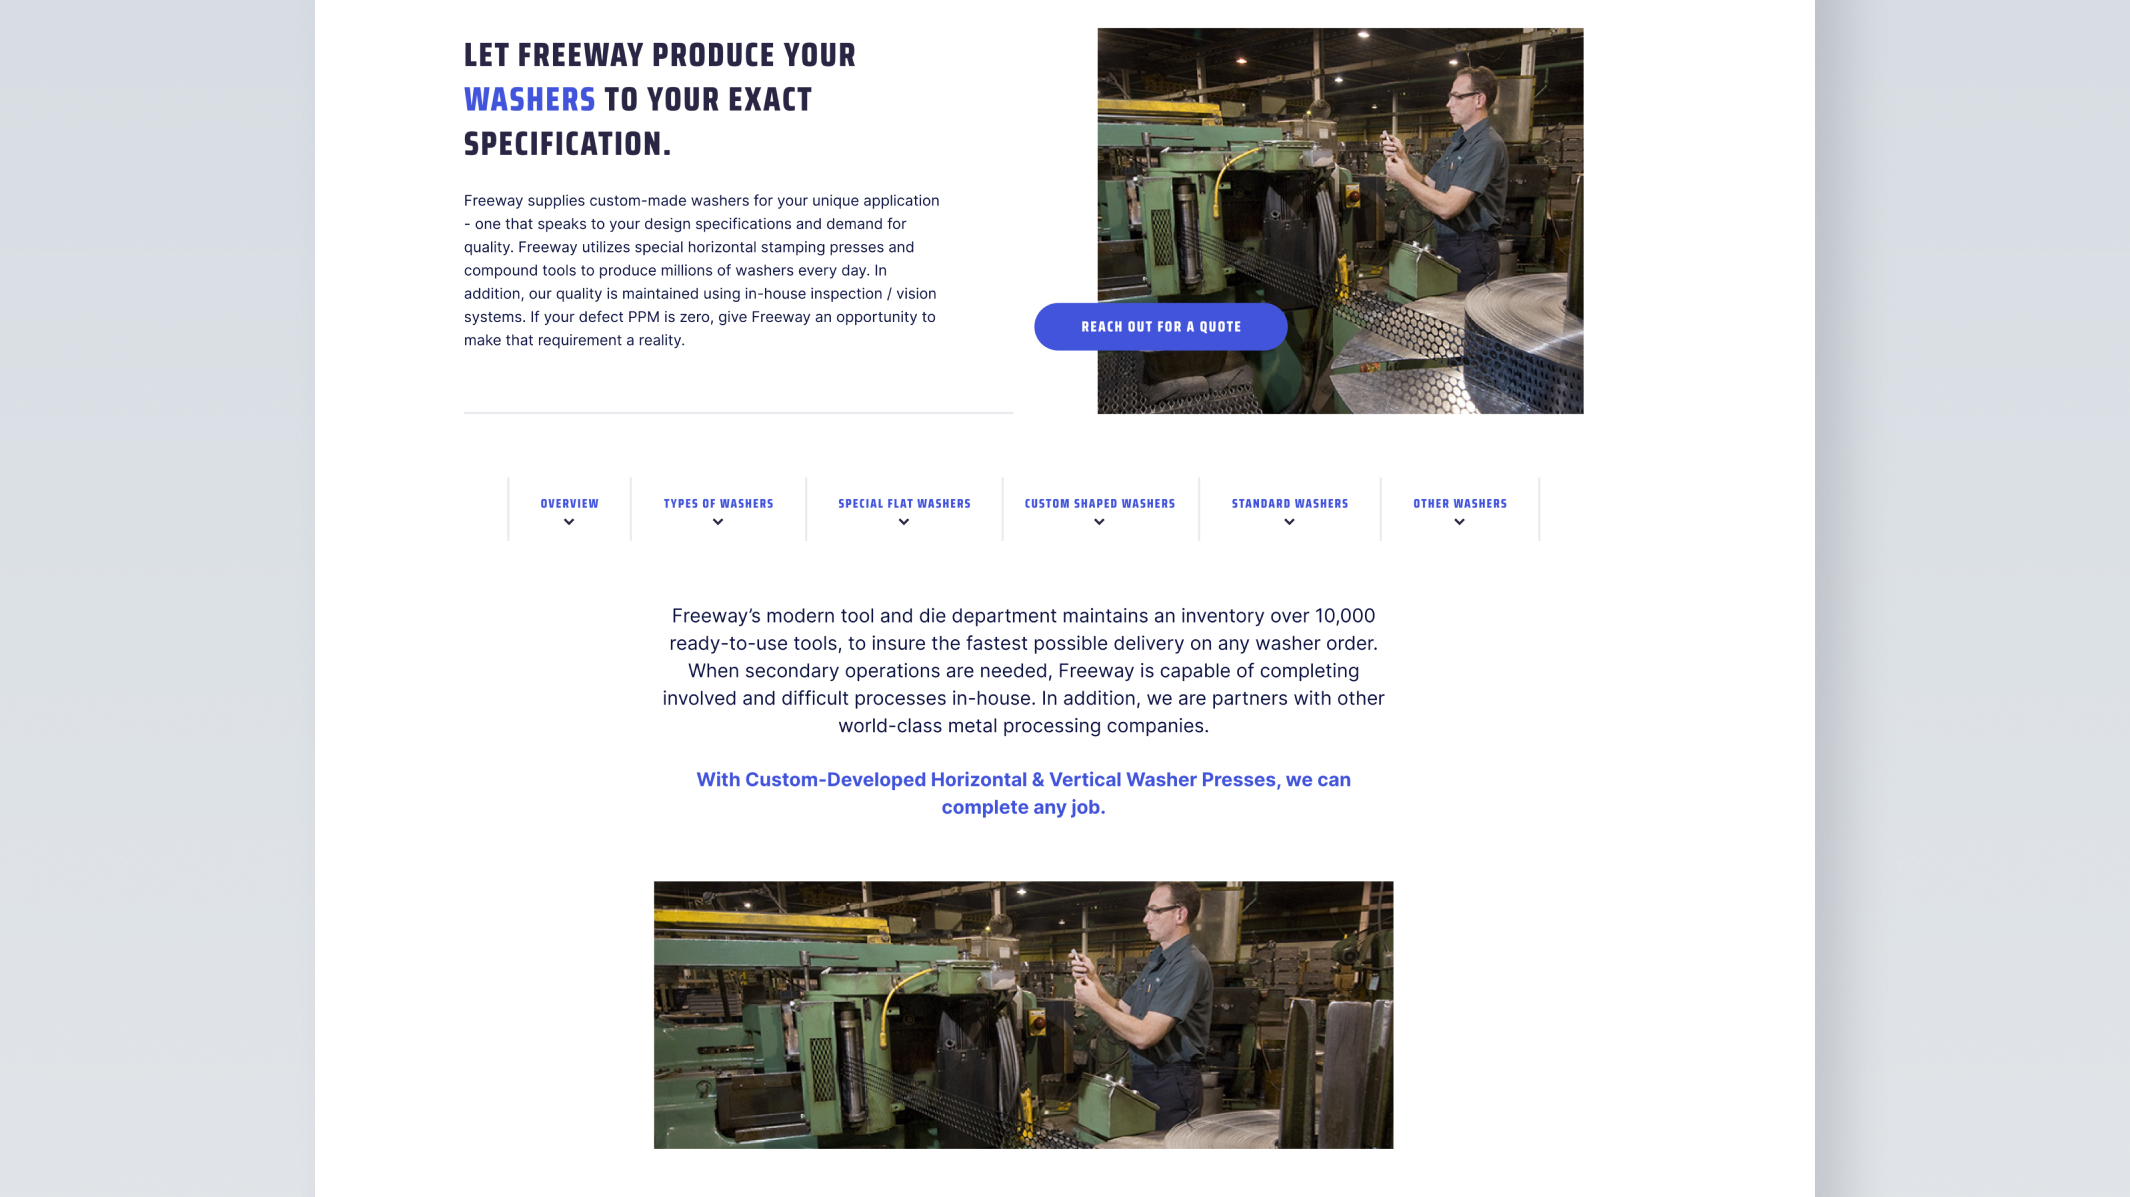 LET FREEWAY PRODUCE YOUR
WASHERS TO YOUR EXACT
SPECIFICATION.
Freeway supplies custom-made washers for your unique application
- one that speaks to your design specifications and demand for
quality. Freeway utilizes special horizontal stamping presses and
compound tools to produce millions of washers every day. In
addition, our quality is maintained using in-house inspection / vision
systems. If your defect PPM is zero, give Freeway an opportunity to
make that requirement a reality.
REACH OUT FOR A QUOTE
OVERVIEW
TYPES OF WASHERS
SPECIAL FLAT WASHERS
CUSTOM SHAPED WASHERS
STANDARD WASHERS
OTHER WASHERS
Freeway’s modern tool and die department maintains an inventory over 10,000
ready-to-use tools, to insure the fastest possible delivery on any washer order.
When secondary operations are needed, Freeway is capable of completing
involved and difficult processes in-house. In addition, we are partners with other
world-class metal processing companies.
With Custom-Developed Horizontal & Vertical Washer Presses, we can
complete any job.